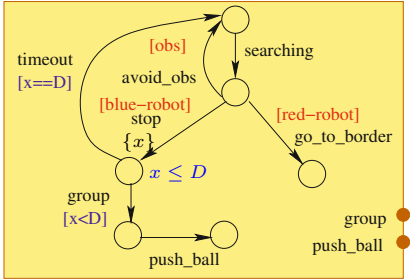 [obs]
searching
timeout
[x==D]
avoid_obs
[blue−robot]
stop
{x}
[red−robot]
go_to_border
x ≤ D
group
[x<D]
push_ball
group
push_ball